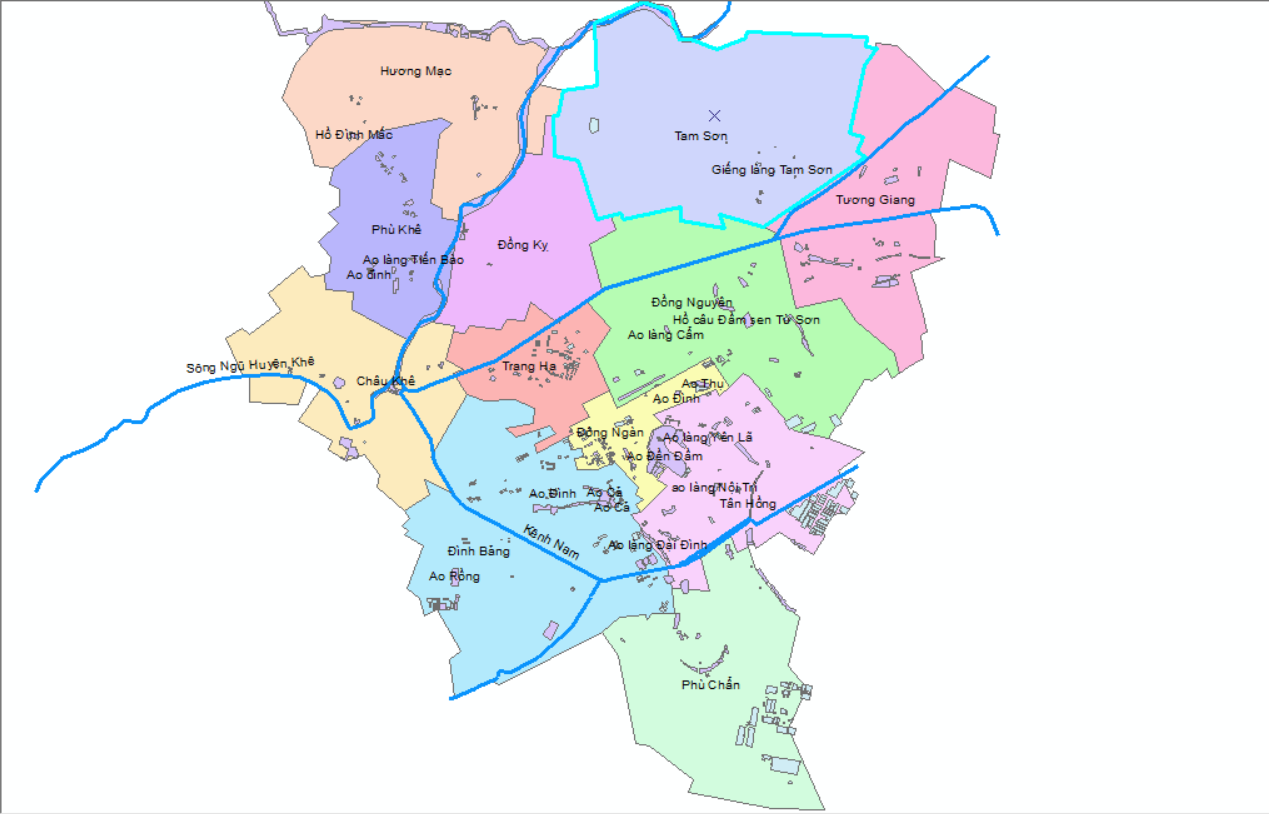 Hương Mạc
Hồ Đình Mấc
Tam Sơn
Giếng làng Tam Sơn
Tương Giang
Phù Khê
Đồng Kỵ
Ao làng Tiến Bảo
Ao đình
Đồng Nguyên
Hồ câu Đầm sen Từ Sơn
Ao làng Cẩm
Sông Ngũ Huyện Khê
Trang Hạ
Châu Khê
Ao Thu
Ao Đình
Đồng Ngàn
Ao làng Yên Lã
Ao Đền Đầm
ao làng Nội Trì
Ao Đình
Ao Cả
Tân Hồng
Ao Cả
Kênh Nam
Ao làng Đại Đình
Đình Bảng
Ao Rồng
Phù Chẩn